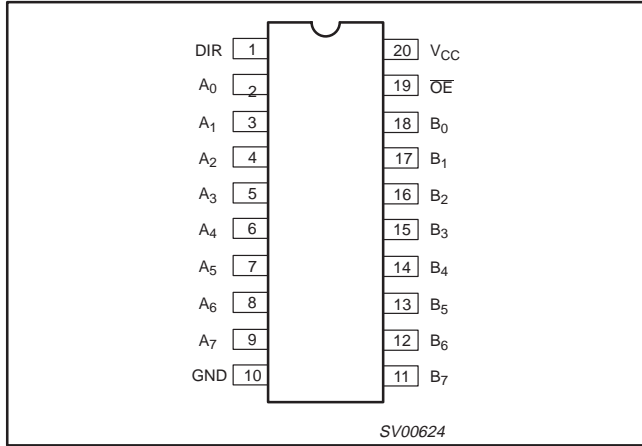 DIR 1 20 VCC
A0 2 19 OE
A1 3 18 B0
A2 4 17 B1
A3 5 16 B2
A4 6 15 B3
A5 7 14 B4
A6 8 13 B5
A7 9 12 B6
GND 10 11 B7
SV00624